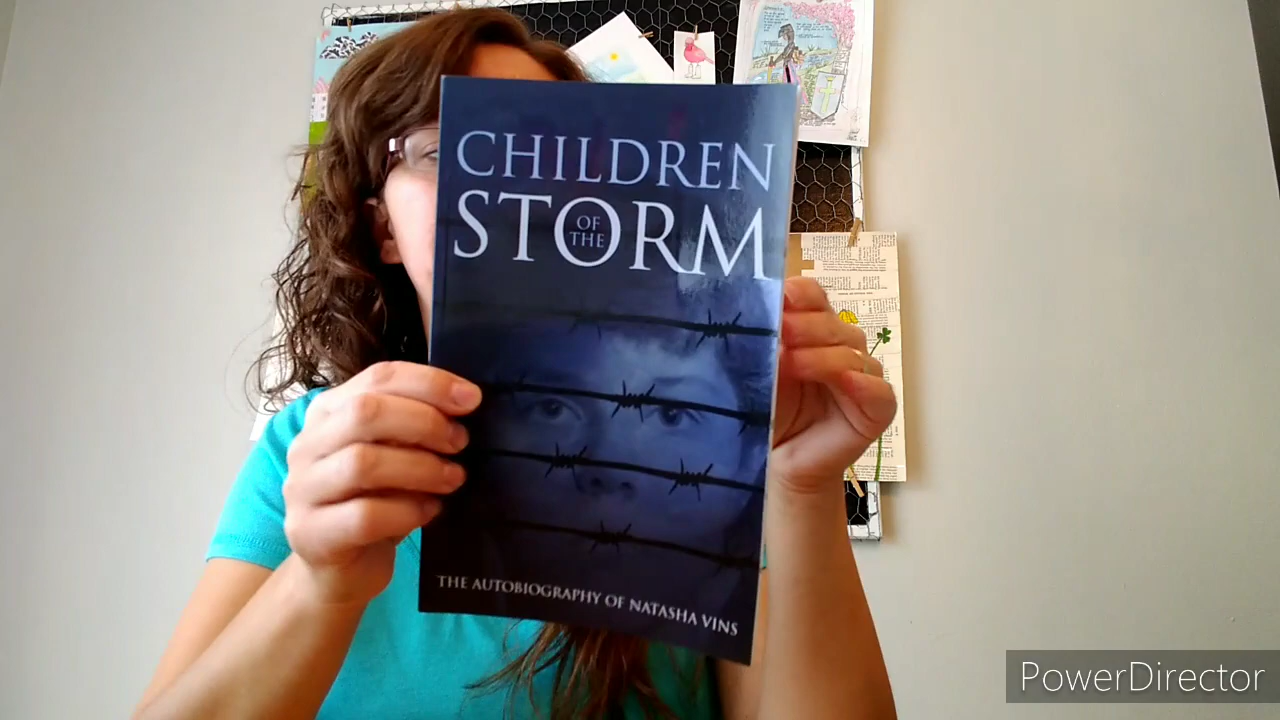 CHILDREN
STORM
OF
THE
THE AUTOBIOGRAPHY OF NATASHA VINS
PowerDirector